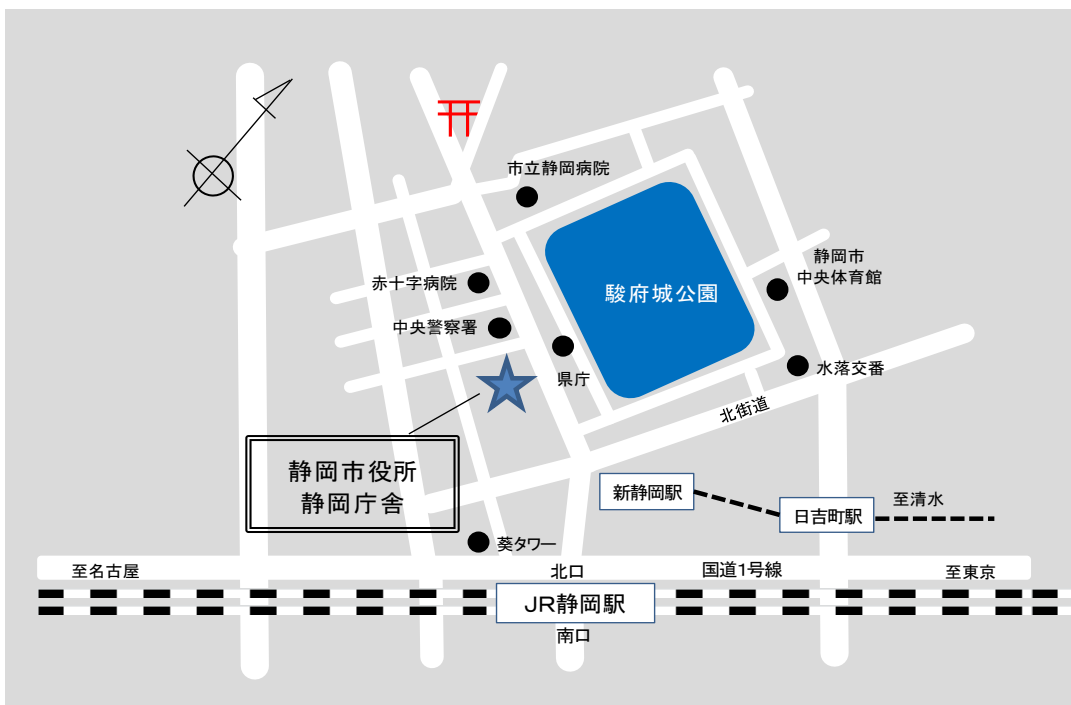 市立静岡病院
静岡市
中央体育館
赤十字病院
駿府城公園
中央警察署
県庁
水落交番
北街道
静岡市役所
静岡庁舎
新静岡駅
至清水
日吉町駅
葵タワー
至名古屋
北口
国道1号線
至東京
JR静岡駅
南口